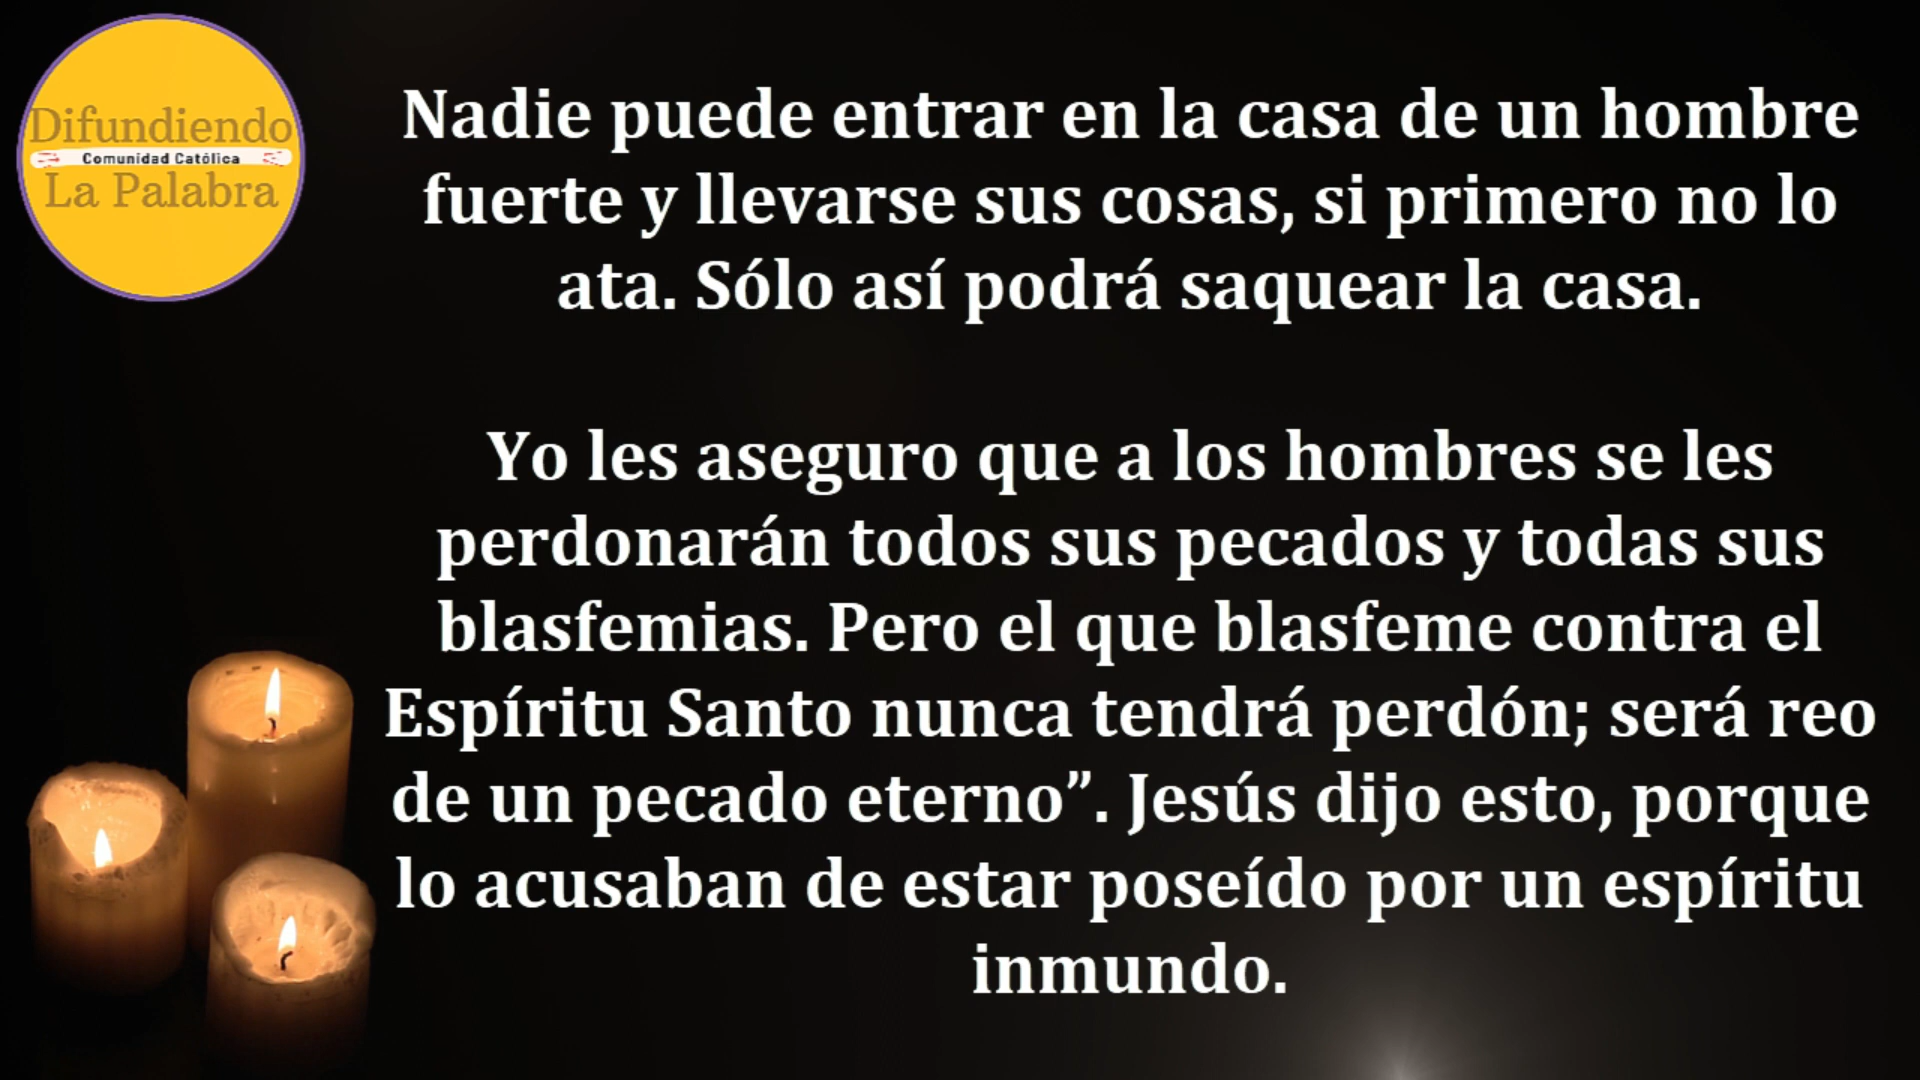 Difundiendo
Comunidad Católica
La Palabra
Nadie puede entrar en la casa de un hombre
fuerte y llevarse sus cosas, si primero no lo
ata. Sólo así podrá saquear la casa.
Yo les aseguro que a los hombres se les
perdonarán todos sus pecados y todas sus
blasfemias. Pero el que blasfeme contra el
Espíritu Santo nunca tendrá perdón; será reo
de un pecado eterno”. Jesús dijo esto, porque
lo acusaban de estar poseído por un espíritu
inmundo.